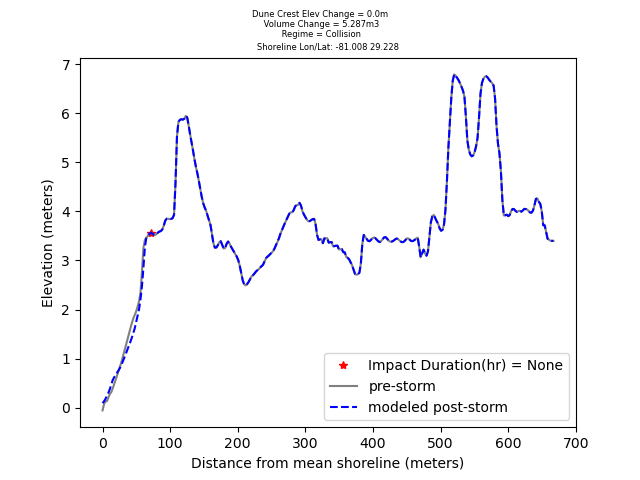 Dune Crest Elev Change = 0.0m
Volume Change = 5.287m3
Regime = Collision
Shoreline Lon/Lat: -81.008 29.228
7
6
5
4
3
2
1
0
Elevation (meters)
Impact Duration(hr) = None
pre-storm
modeled post-storm
0 100 200 300 400 500 600 700
Distance from mean shoreline (meters)